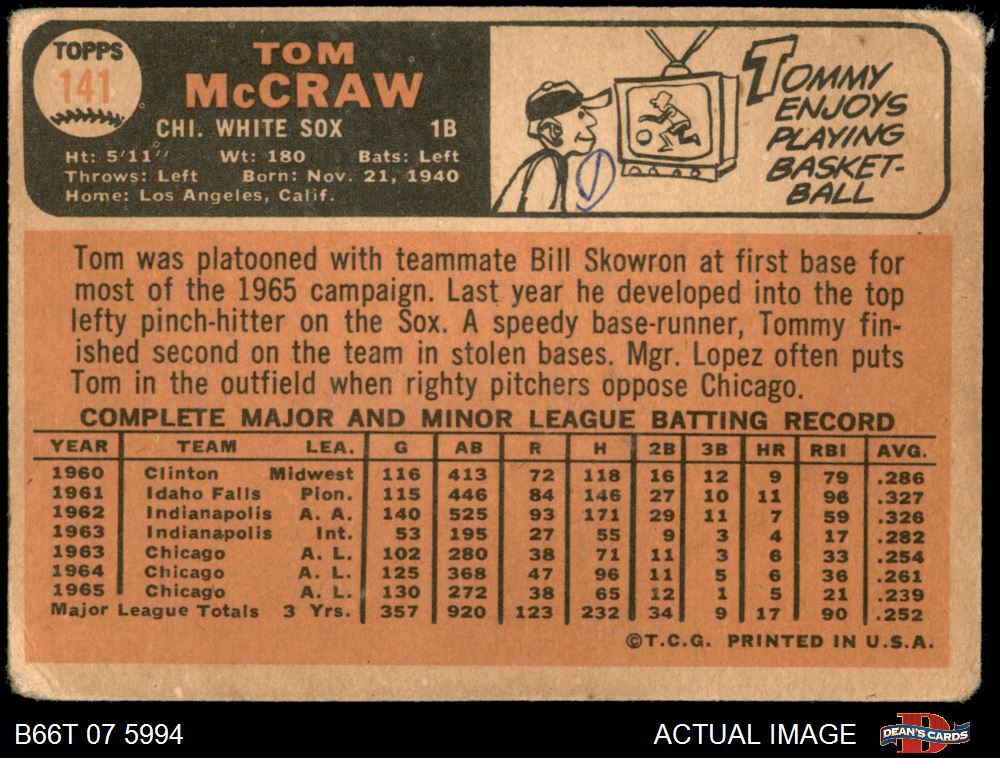 TOPPS
141
TOM
McCRAW
CHI. WHITE SOX 1B
Ht: 5'11" Wt: 180 Bats: Left
Throws: Left Born: Nov. 21, 1940
Home: Los Angeles, Calif.
TOMMY
ENJOYS
PLAYING
BASKET-
BALL
Tom was platooned with teammate Bill Skowron at first base for
most of the 1965 campaign. Last year he developed into the top
lefty pinch-hitter on the Sox. A speedy base-runner, Tommy fin-
ished second on the team in stolen bases. Mgr. Lopez often puts
Tom in the outfield when righty pitchers oppose Chicago.
COMPLETE MAJOR AND MINOR LEAGUE BATTING RECORD
YEAR TEAM LEA. G AB R H 2B 3B HR RBI AVG.
1960 Clinton Midwest 116 413 72 118 16 12 9 79 .286
1961 Idaho Falls Pion. 115 446 84 146 27 10 11 96 .327
1962 Indianapolis A. A. 140 525 93 171 29 11 7 59 .326
1963 Indianapolis Int. 53 195 27 55 9 3 4 17 .282
1963 Chicago A. L. 102 280 38 71 11 3 6 33 .254
1964 Chicago A. L. 125 368 47 96 11 5 6 36 .261
1965 Chicago A. L. 130 272 38 65 12 1 5 21 .239
Major League Totals 3 Yrs. 357 920 123 232 34 9 17 90 .252
©T.C.G. PRINTED IN U.S.A.
B66T 07 5994 ACTUAL IMAGE DEAN'S CARDS